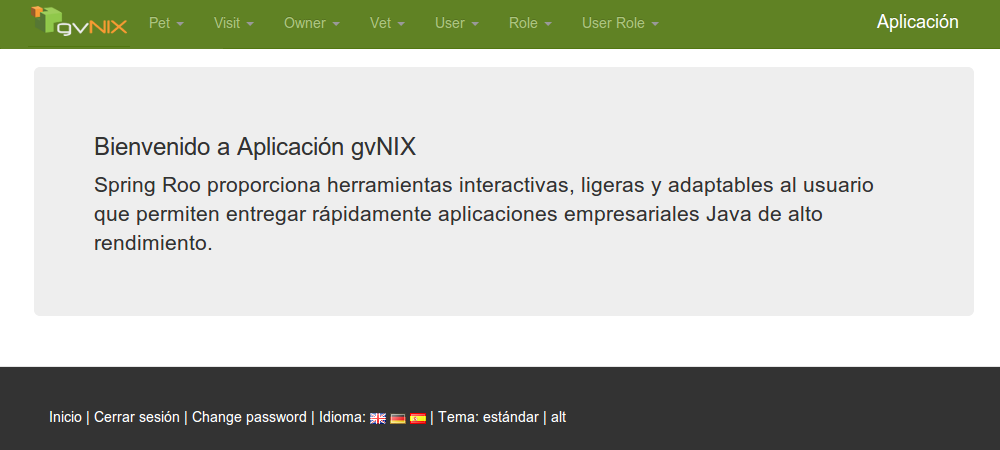 gvNIX Pet Visit Owner Vet User Role User Role Aplicación
Bienvenido a Aplicación gvNIX
Spring Roo proporciona herramientas interactivas, ligeras y adaptables al usuario
que permiten entregar rápidamente aplicaciones empresariales Java de alto
rendimiento.
Inicio | Cerrar sesión | Change password | Idioma: | Tema: estándar | alt